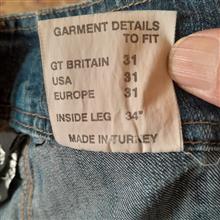 GARMENT DETAILS
TO FIT
GT BRITAIN 31
USA 31
EUROPE 31
INSIDE LEG 34"
MADE IN TURKEY